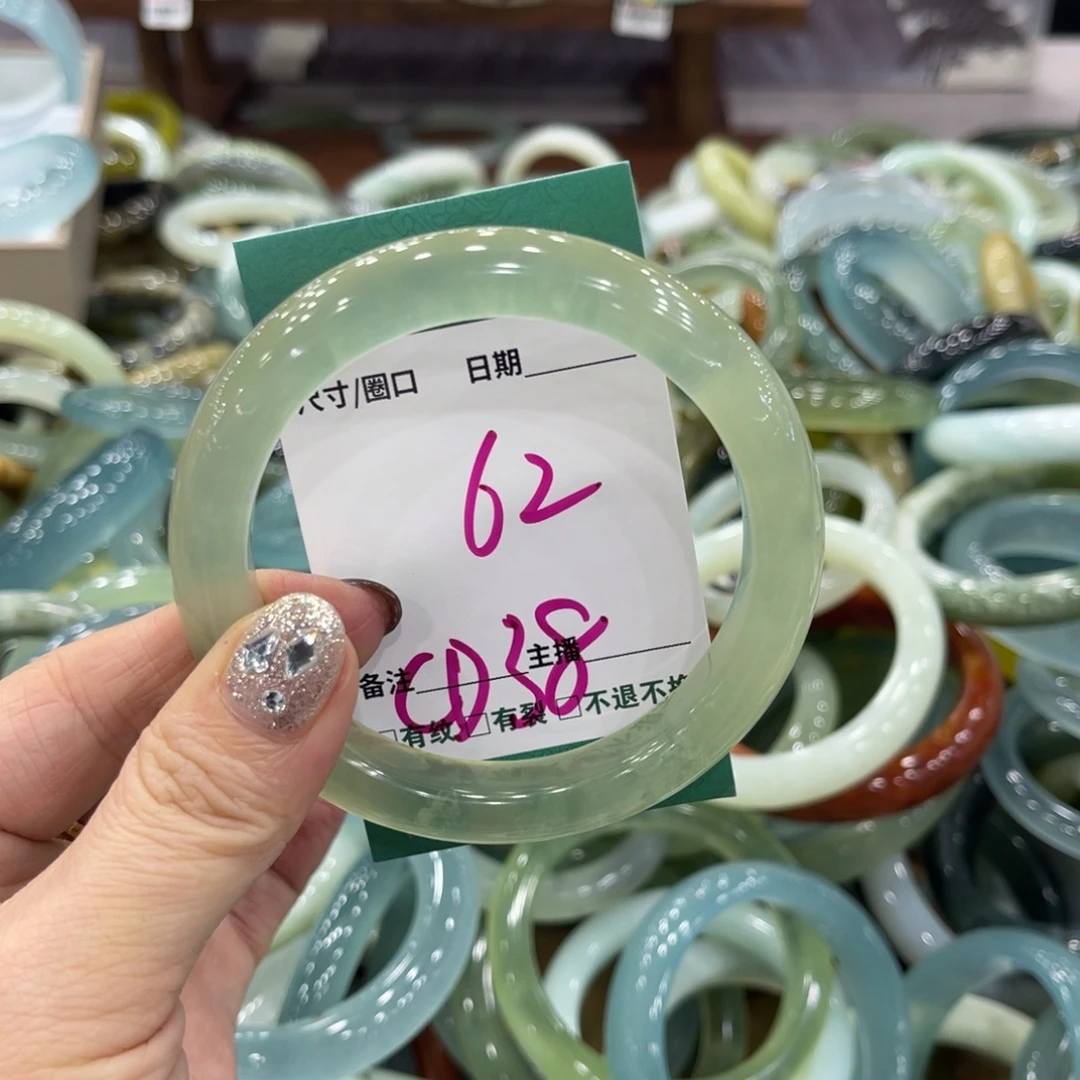 尺寸/圈口 日期
62
备注 主播
CD38
有纹 有裂 不退不换